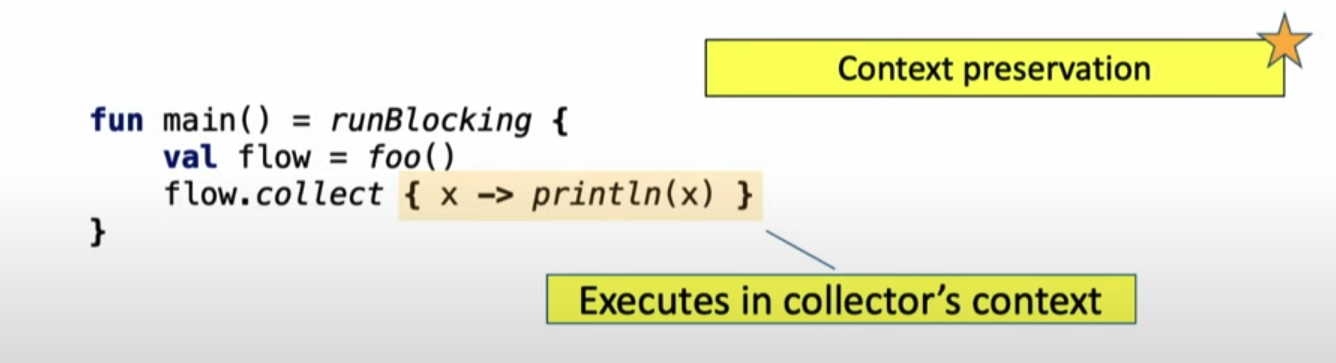 Context preservation
fun main() = runBlocking {
    val flow = foo()
    flow.collect { x -> println(x) }
}
Executes in collector's context